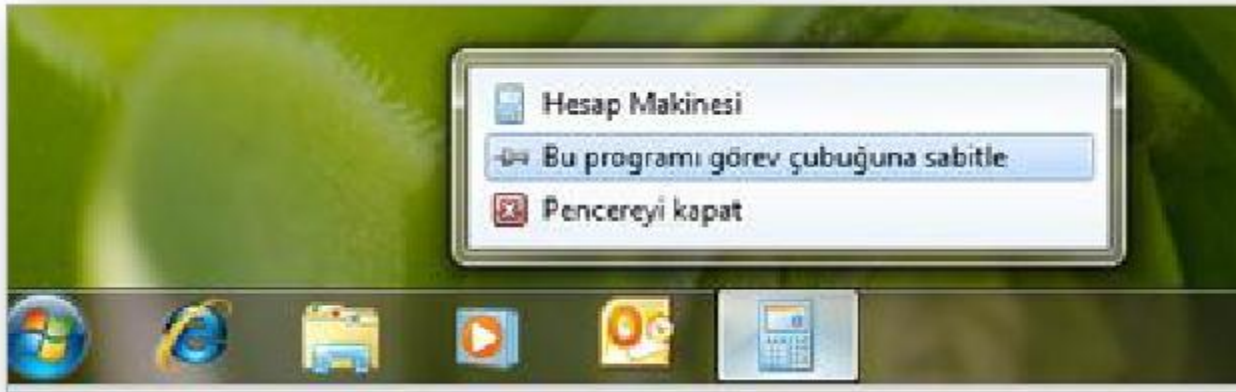 Hesap Makinesi
Bu programı görev çubuğuna sabitle
Pencereyi kapat